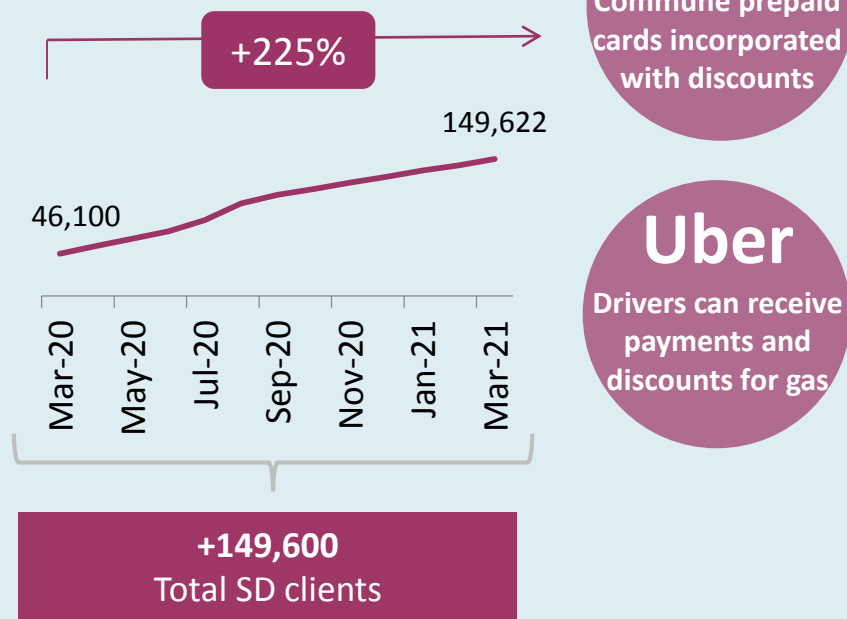 +225%
149,622
46,100
Mar-20
May-20
Jul-20
Sep-20
Nov-20
Jan-21
Mar-21
+149,600
Total SD clients
Commune prepaid
cards incorporated
with discounts
Uber
Drivers can receive
payments and
discounts for gas